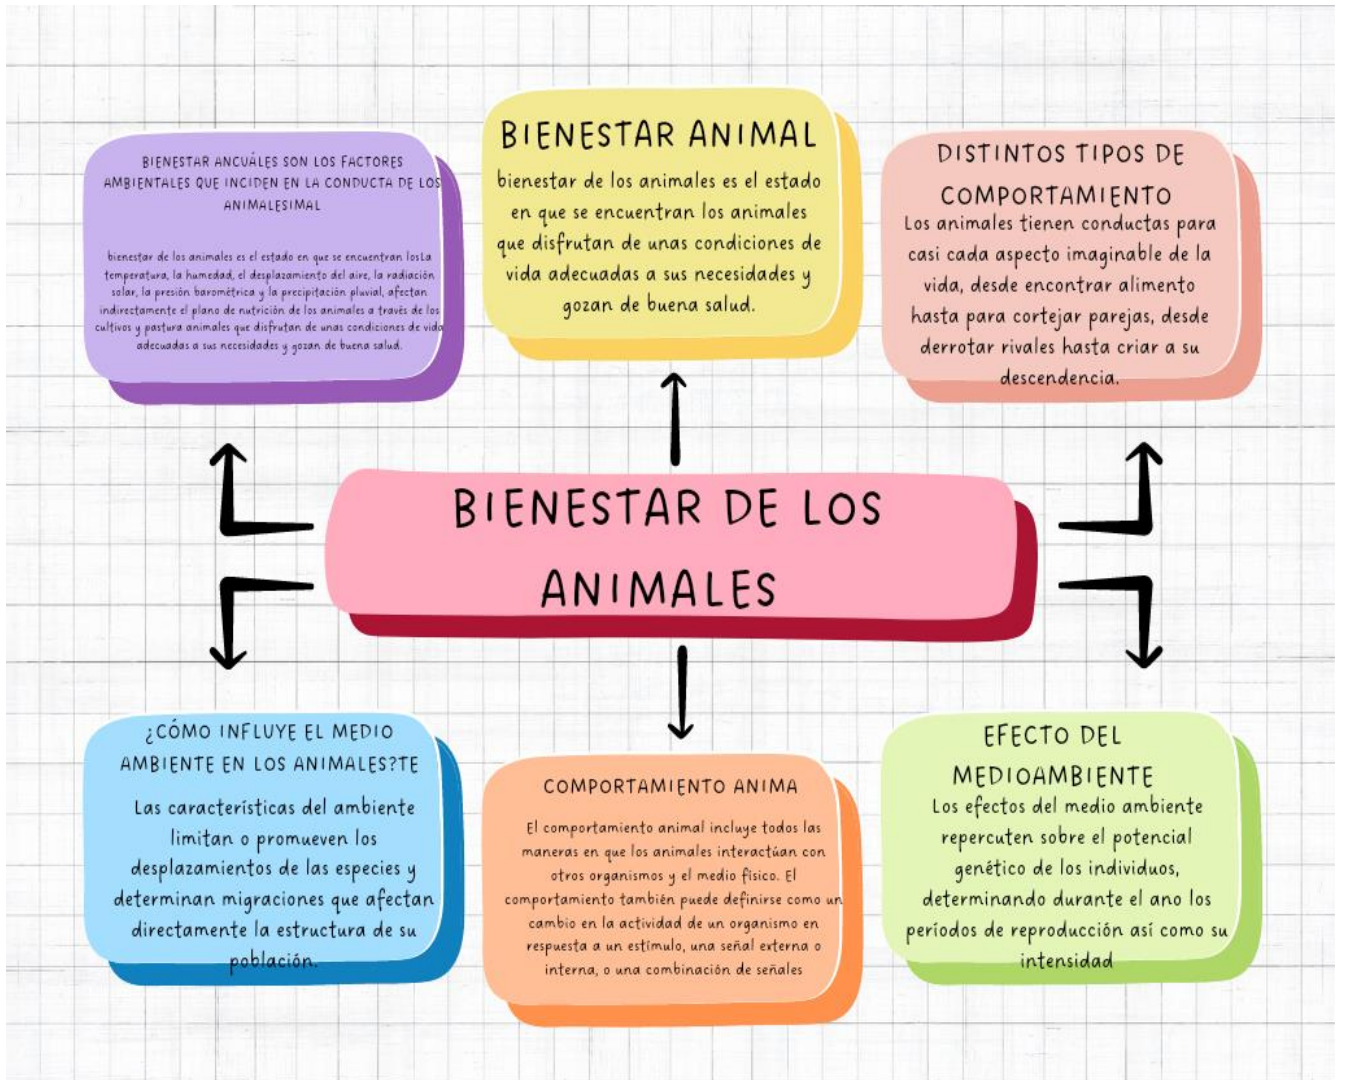 BIENESTAR ANCUÁLES SON LOS FACTORES
AMBIENTALES QUE INCIDEN EN LA CONDUCTA DE LOS
ANIMALESIMAL
bienestar de los animales es el estado en que se encuentran losLa
temperatura, la humedad, el desplazamiento del aire, la radiación
solar, la presión barométrica y la precipitación pluvial, afectan
indirectamente el plano de nutrición de los animales a través de los
cultivos y pastura animales que disfrutan de unas condiciones de vida
adecuadas a sus necesidades y gozan de buena salud.
BIENESTAR ANIMAL
bienestar de los animales es el estado
en que se encuentran los animales
que disfrutan de unas condiciones de
vida adecuadas a sus necesidades y
gozan de buena salud.
DISTINTOS TIPOS DE
COMPORTAMIENTO
Los animales tienen conductas para
casi cada aspecto imaginable de la
vida, desde encontrar alimento
hasta para cortejar parejas, desde
derrotar rivales hasta criar a su
descendencia.
BIENESTAR DE LOS
ANIMALES
¿CÓMO INFLUYE EL MEDIO
AMBIENTE EN LOS ANIMALES?TE
Las características del ambiente
limitan o promueven los
desplazamientos de las especies y
determinan migraciones que afectan
directamente la estructura de su
población.
COMPORTAMIENTO ANIMA
El comportamiento animal incluye todos las
maneras en que los animales interactúan con
otros organismos y el medio físico. El
comportamiento también puede definirse como un
cambio en la actividad de un organismo en
respuesta a un estímulo, una señal externa o
interna, o una combinación de señales
EFECTO DEL
MEDIOAMBIENTE
Los efectos del medio ambiente
repercuten sobre el potencial
genético de los individuos,
determinando durante el ano los
períodos de reproducción así como su
intensidad